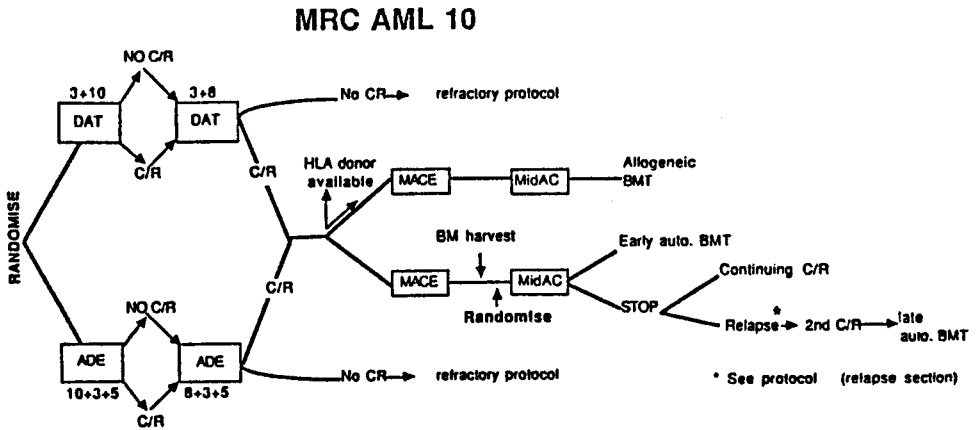 MRC AML 10
NO C/R
3+10
3+8
DAT
DAT
C/R
No CR
refractory protocol
C/R
RANDOMISE
HLA donor
available
MACE
MidAC
Allogeneic
BMT
BM harvest
Early auto. BMT
MACE
MidAC
Randomise
STOP
Continuing C/R
Relapse*
2nd C/R
late
auto. BMT
C/R
NO C/R
ADE
ADE
10+3+5
8+3+5
C/R
No CR
refractory protocol
* See protocol (relapse section)